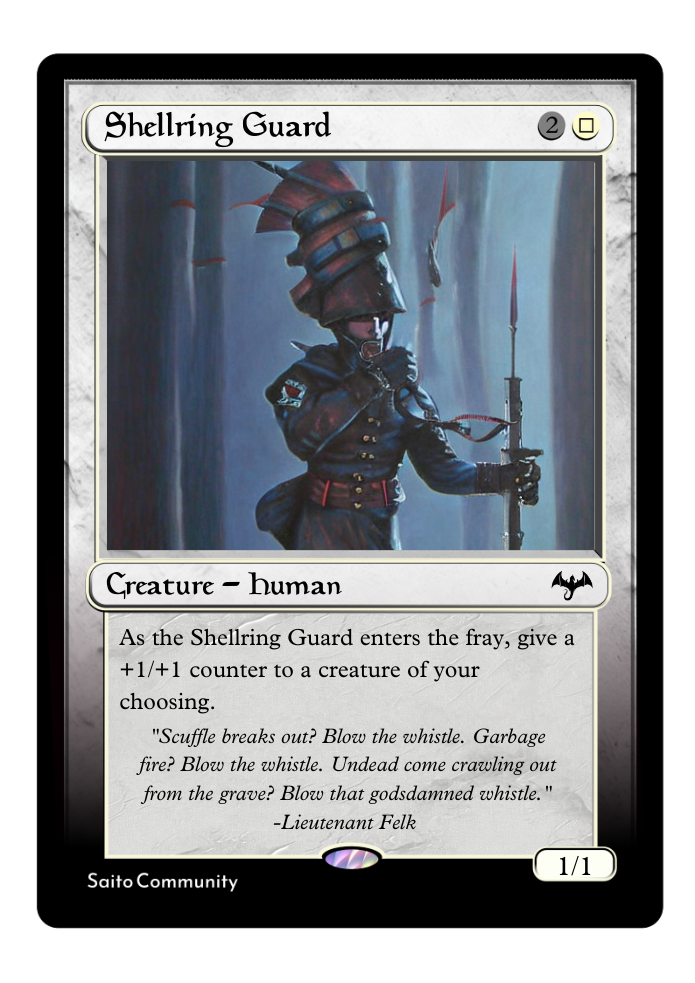 Shellring Guard
2
Creature – Human
As the Shellring Guard enters the fray, give a
+1/+1 counter to a creature of your
choosing.
"Scuffle breaks out? Blow the whistle. Garbage
fire? Blow the whistle. Undead come crawling out
from the grave? Blow that godsdamned whistle."
-Lieutenant Felk
1/1
Saito Community